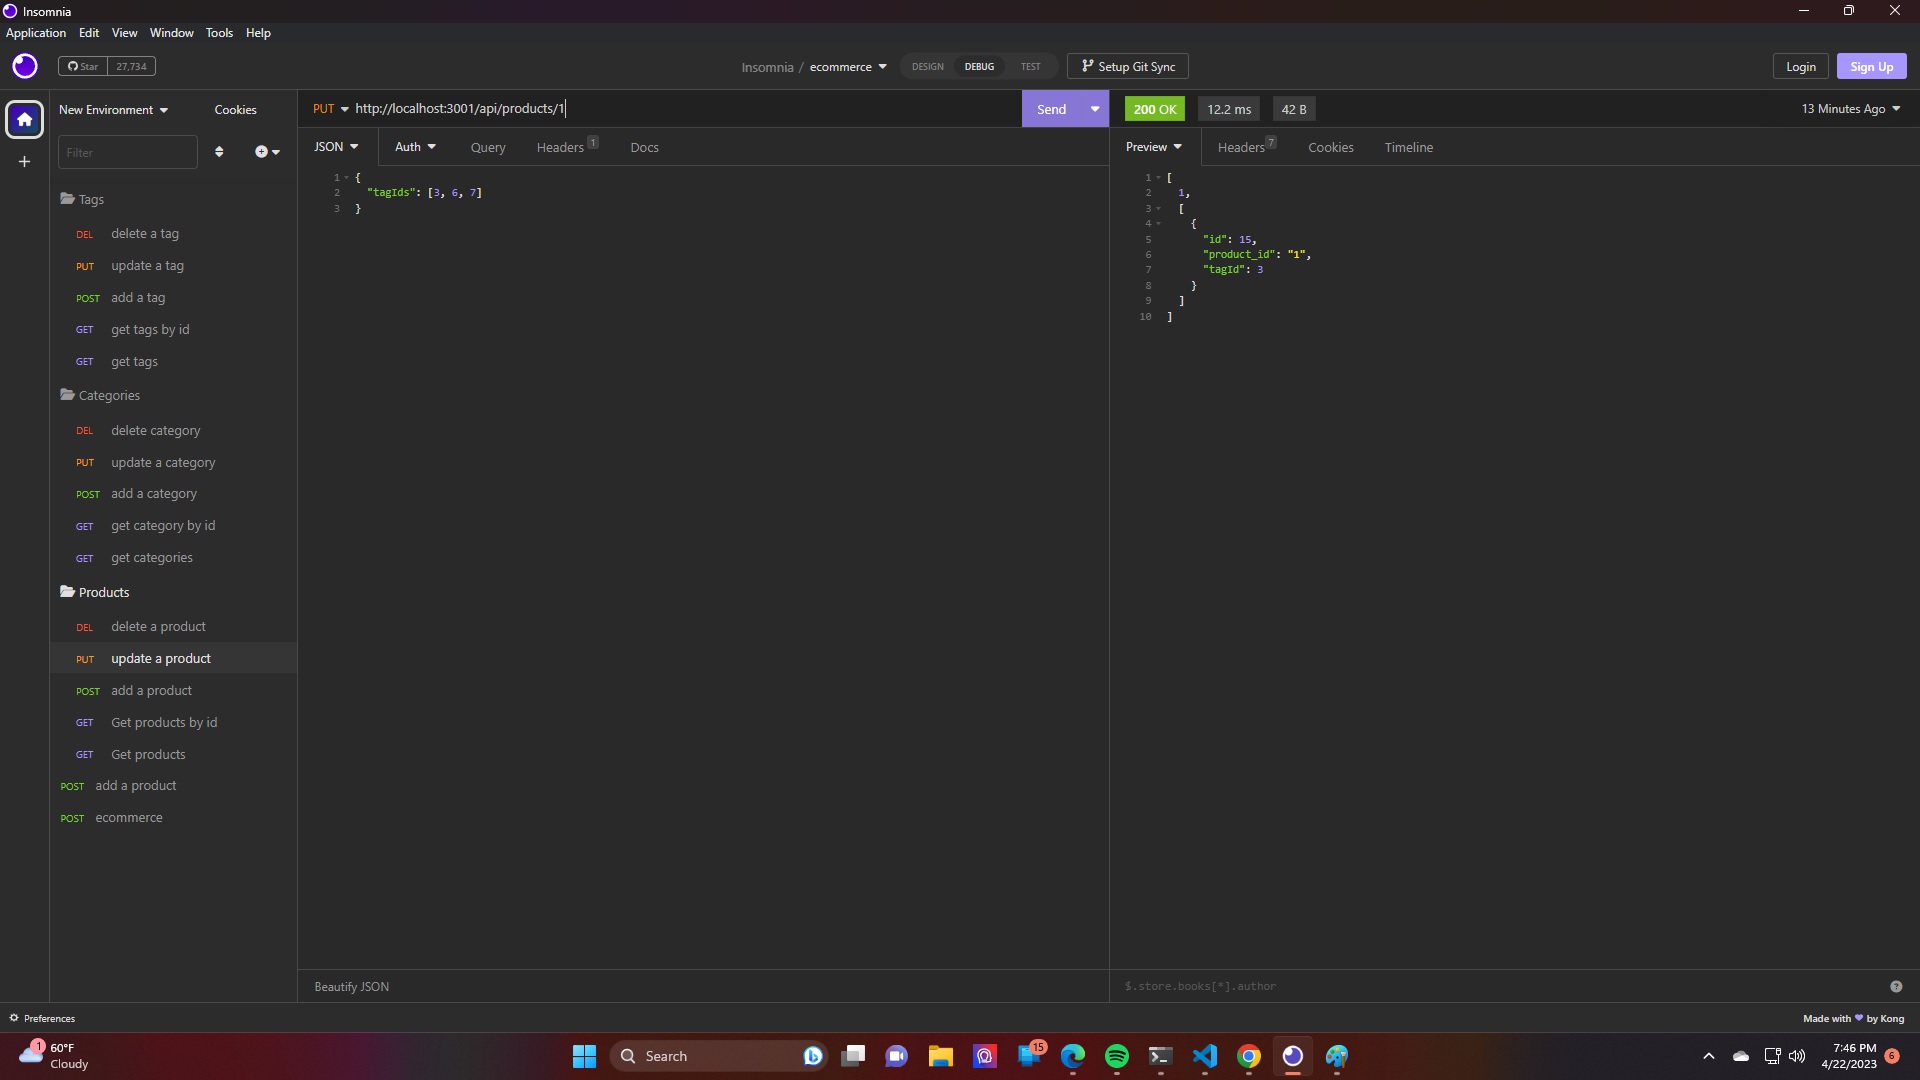 Insomnia
Application Edit View Window Tools Help
Star 27,734
Insomnia / ecommerce
DESIGN DEBUG TEST
Setup Git Sync
Login
Sign Up
New Environment
Cookies
PUT http://localhost:3001/api/products/1
Send
200 OK
12.2 ms
42 B
13 Minutes Ago
Filter
JSON
Auth
Query
Headers 1
Docs
Preview
Headers 7
Cookies
Timeline
Tags
DEL delete a tag
PUT update a tag
POST add a tag
GET get tags by id
GET get tags
Categories
DEL delete category
PUT update a category
POST add a category
GET get category by id
GET get categories
Products
DEL delete a product
PUT update a product
POST add a product
GET Get products by id
GET Get products
POST add a product
POST ecommerce
1 {
2 "tagIds": [3, 6, 7]
3 }
1 [
2 1,
3 [
4 {
5 "id": 15,
6 "product_id": "1",
7 "tagId": 3
8 }
9 ]
10 ]
Beautify JSON
$.store.books[*].author
?
Preferences
Made with by Kong
1
60°F
Cloudy
Search
15
7:46 PM
4/22/2023
6